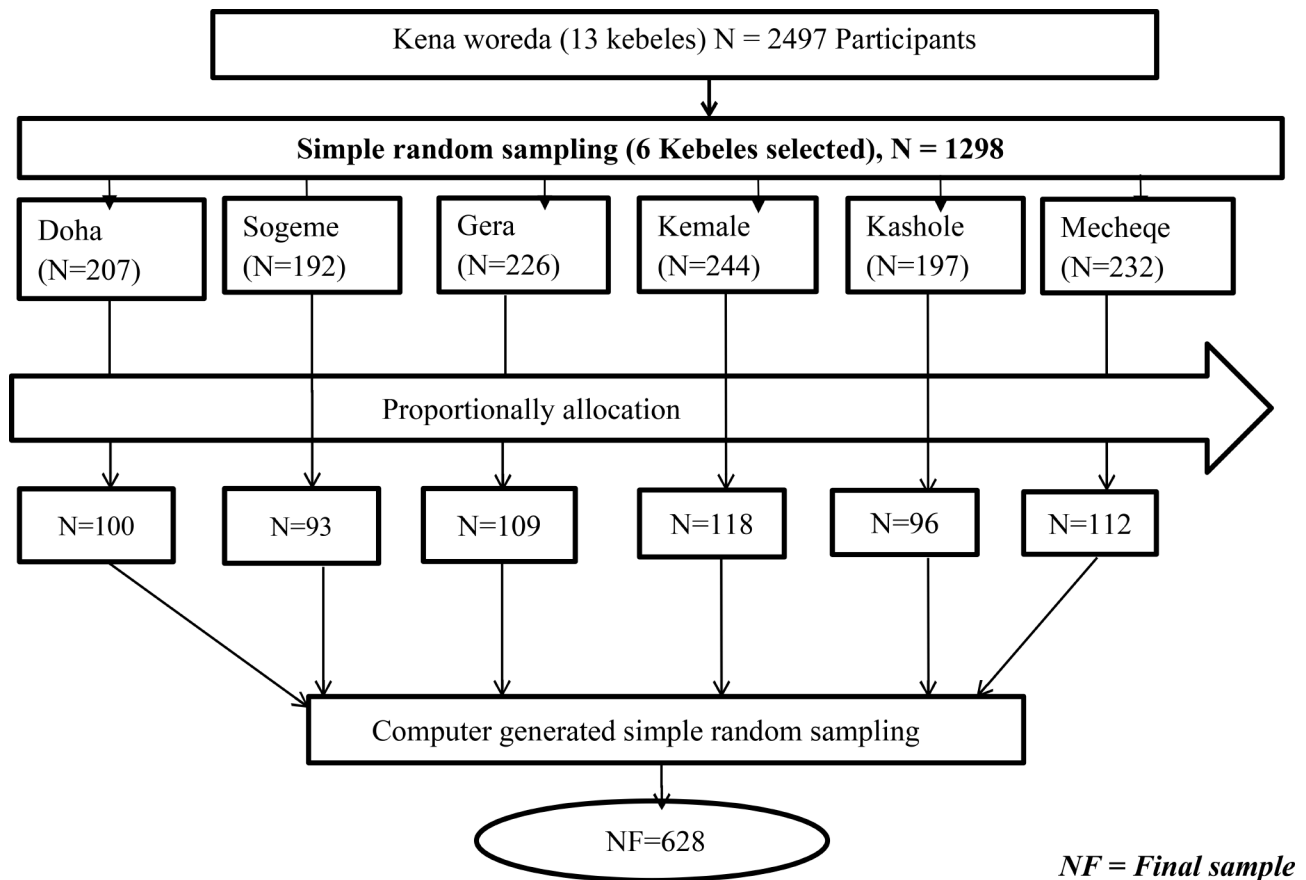 Kena woreda (13 kebeles) N = 2497 Participants
Simple random sampling (6 Kebeles selected), N = 1298
Doha
(N=207)
Sogeme
(N=192)
Gera
(N=226)
Kemale
(N=244)
Kashole
(N=197)
Mecheqe
(N=232)
Proportionally allocation
N=100
N=93
N=109
N=118
N=96
N=112
Computer generated simple random sampling
NF=628
NF = Final sample